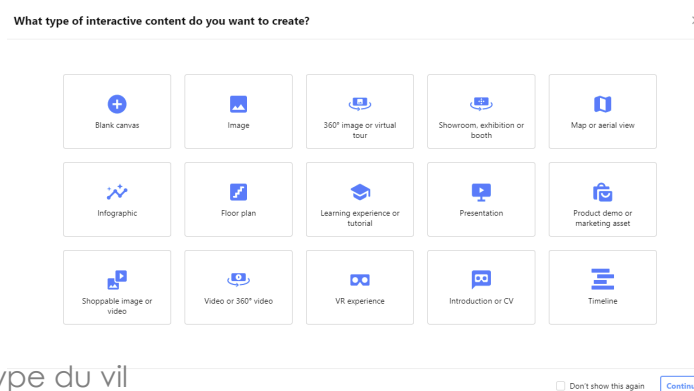 What type of interactive content do you want to create?
Blank canvas
Image
360° image or virtual
tour
Showroom, exhibition or
booth
Map or aerial view
Infographic
Floor plan
Learning experience or
tutorial
Presentation
Product demo or
marketing asset
Shoppable image or
video
Video or 360° video
VR experience
Introduction or CV
Timeline
du vil
Don't show this again